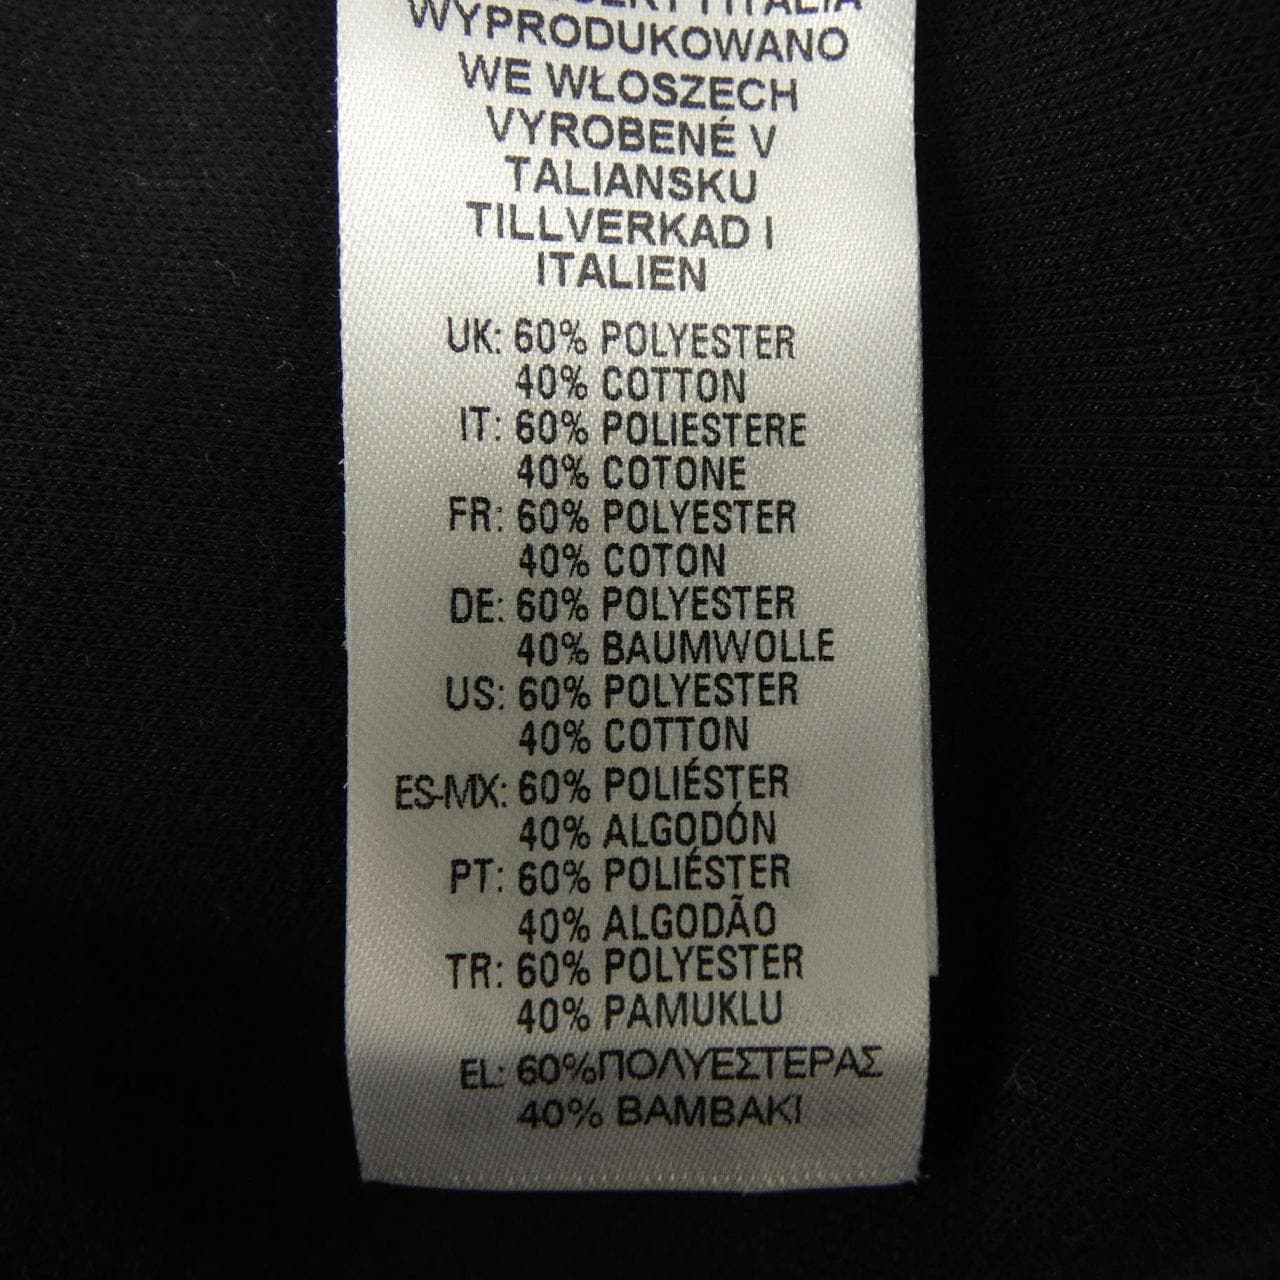 WYPRODUKOWANO
WE WŁOSZECH
VYROBENÉ V
TALIANSKU
TILLVERKAD I
ITALIEN
UK: 60% POLYESTER
40% COTTON
IT: 60% POLIESTERE
40% COTONE
FR: 60% POLYESTER
40% COTON
DE: 60% POLYESTER
40% BAUMWOLLE
US: 60% POLYESTER
40% COTTON
ES-MX: 60% POLIÉSTER
40% ALGODÓN
PT: 60% POLIÉSTER
40% ALGODÃO
TR: 60% POLYESTER
40% PAMUKLU
EL: 60%ΠΟΛΥΕΣΤΕΡΑΣ
40% ΒΑΜΒΑΚΙ